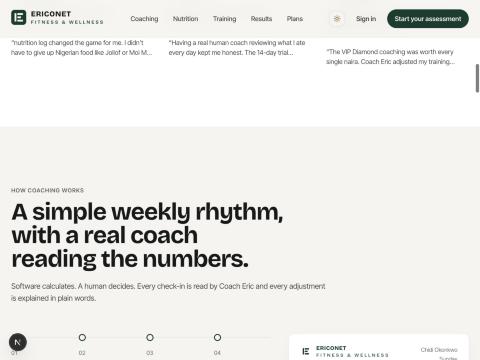 ERICONET
FITNESS & WELLNESS
Coaching
Nutrition
Training
Results
Plans
Sign in
Start your assessment
"nutrition log changed the game for me. I didn't
have to give up Nigerian food like Jollof or Moi M...
"Having a real human coach reviewing what I ate
every day kept me honest. The 14-day trial...
"The VIP Diamond coaching was worth every
single naira. Coach Eric adjusted my training...
HOW COACHING WORKS
A simple weekly rhythm,
with a real coach
reading the numbers.
Software calculates. A human decides. Every check-in is read by Coach Eric and every adjustment
is explained in plain words.
N
01
02
03
04
ERICONET
FITNESS & WELLNESS
Chidi Okonkwo
Sunday